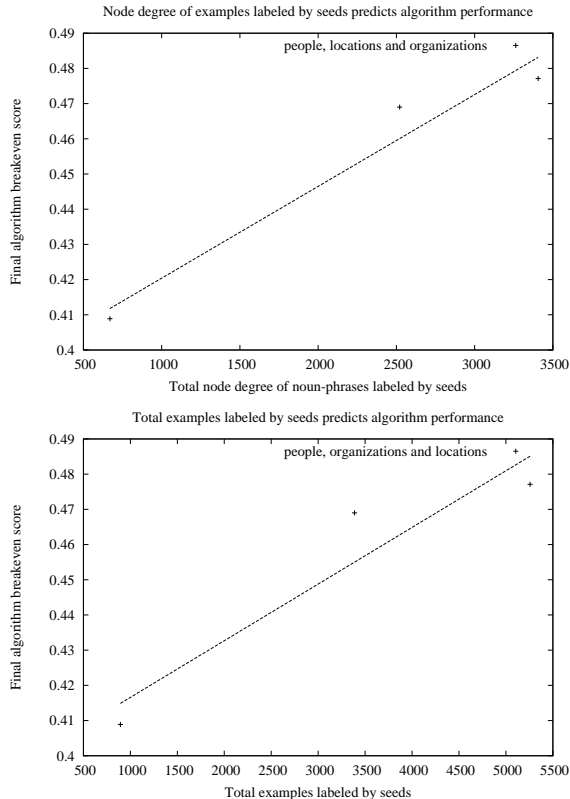 Node degree of examples labeled by seeds predicts algorithm performance
0.49
people, locations and organizations
0.48
0.47
0.46
0.45
0.44
0.43
0.42
0.41
0.4
Final algorithm breakeven score
500 1000 1500 2000 2500 3000 3500
Total node degree of noun-phrases labeled by seeds
Total examples labeled by seeds predicts algorithm performance
0.49
people, organizations and locations
0.48
0.47
0.46
0.45
0.44
0.43
0.42
0.41
0.4
Final algorithm breakeven score
500 1000 1500 2000 2500 3000 3500 4000 4500 5000 5500
Total examples labeled by seeds